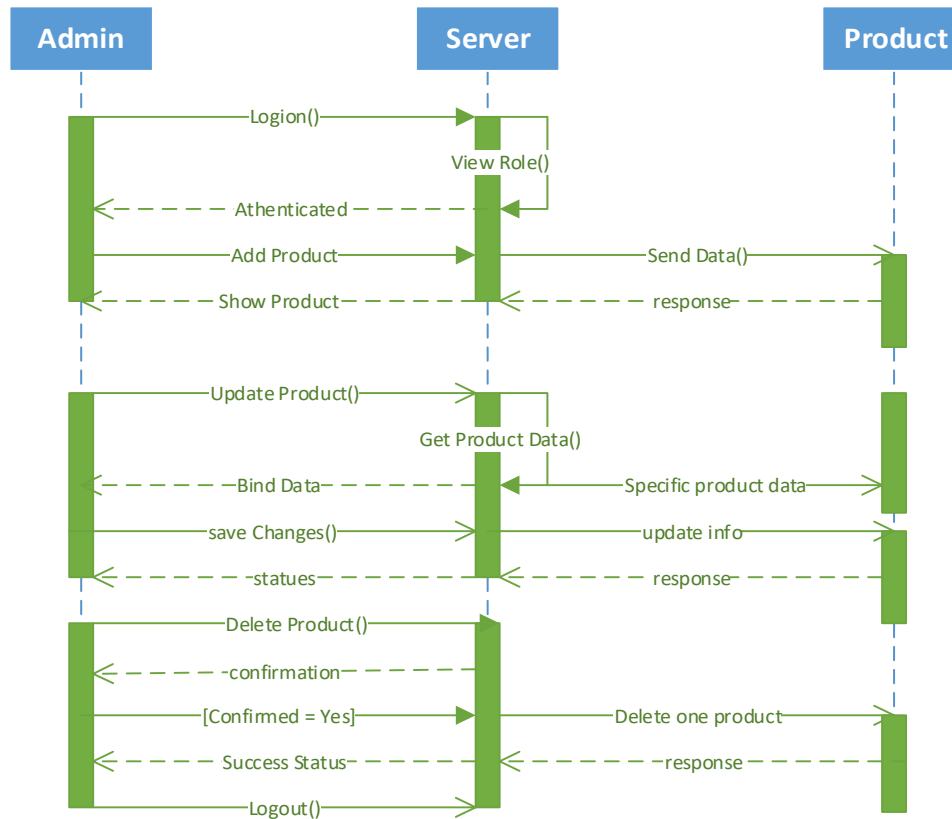 Admin
Server
Product
Logion()
View Role()
Athenticated
Add Product
Send Data()
Show Product
response
Update Product()
Get Product Data()
Bind Data
Specific product data
save Changes()
update info
statues
response
Delete Product()
confirmation
[Confirmed = Yes]
Delete one product
Success Status
response
Logout()